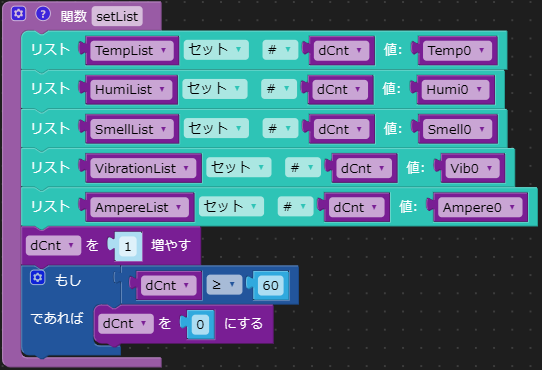 関数 setList
リスト TempList セット # dCnt 値: Temp0
リスト HumiList セット # dCnt 値: Humi0
リスト SmellList セット # dCnt 値: Smell0
リスト VibrationList セット # dCnt 値: Vib0
リスト AmpereList セット # dCnt 値: Ampere0
dCnt を 1 増やす
もし dCnt ≥ 60
であれば dCnt を 0 にする